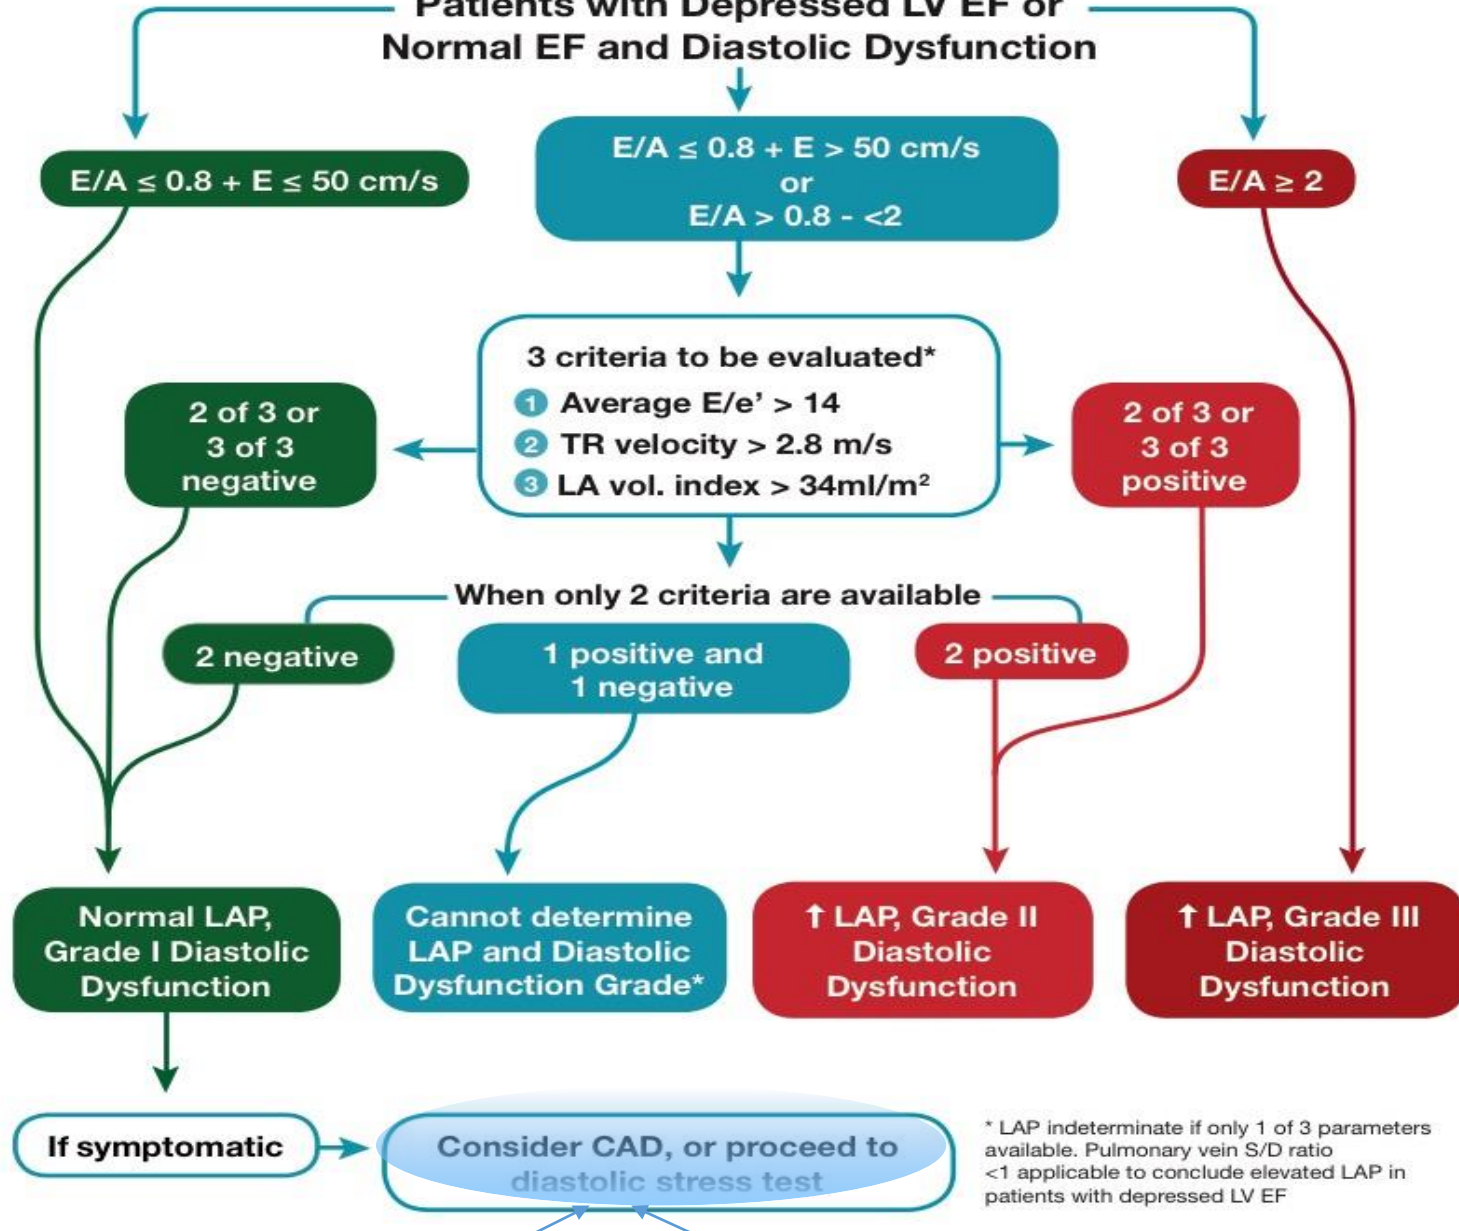 Patients with Depressed LV EF or
Normal EF and Diastolic Dysfunction
E/A ≤ 0.8 + E ≤ 50 cm/s
E/A ≤ 0.8 + E > 50 cm/s
or
E/A > 0.8 - <2
E/A ≥ 2
3 criteria to be evaluated*
1 Average E/e’ > 14
2 TR velocity > 2.8 m/s
3 LA vol. index > 34ml/m²
2 of 3 or
3 of 3
negative
2 of 3 or
3 of 3
positive
When only 2 criteria are available
2 negative
1 positive and
1 negative
2 positive
Normal LAP,
Grade I Diastolic
Dysfunction
Cannot determine
LAP and Diastolic
Dysfunction Grade*
↑ LAP, Grade II
Diastolic
Dysfunction
↑ LAP, Grade III
Diastolic
Dysfunction
If symptomatic
Consider CAD, or proceed to
diastolic stress test
* LAP indeterminate if only 1 of 3 parameters
available. Pulmonary vein S/D ratio
<1 applicable to conclude elevated LAP in
patients with depressed LV EF